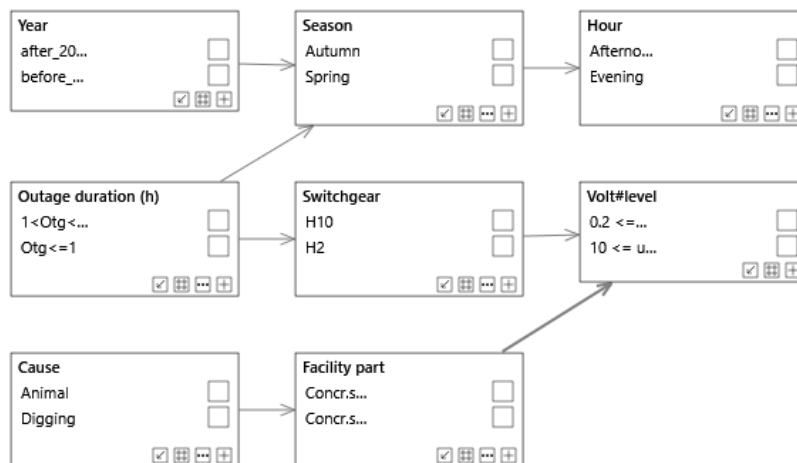 Year
after_20...
before_...
Season
Autumn
Spring
Hour
Afterno...
Evening
Outage duration (h)
1<Otg<...
Otg<=1
Switchgear
H10
H2
Volt#level
0.2 <=...
10 <= u...
Cause
Animal
Digging
Facility part
Concr.s...
Concr.s...